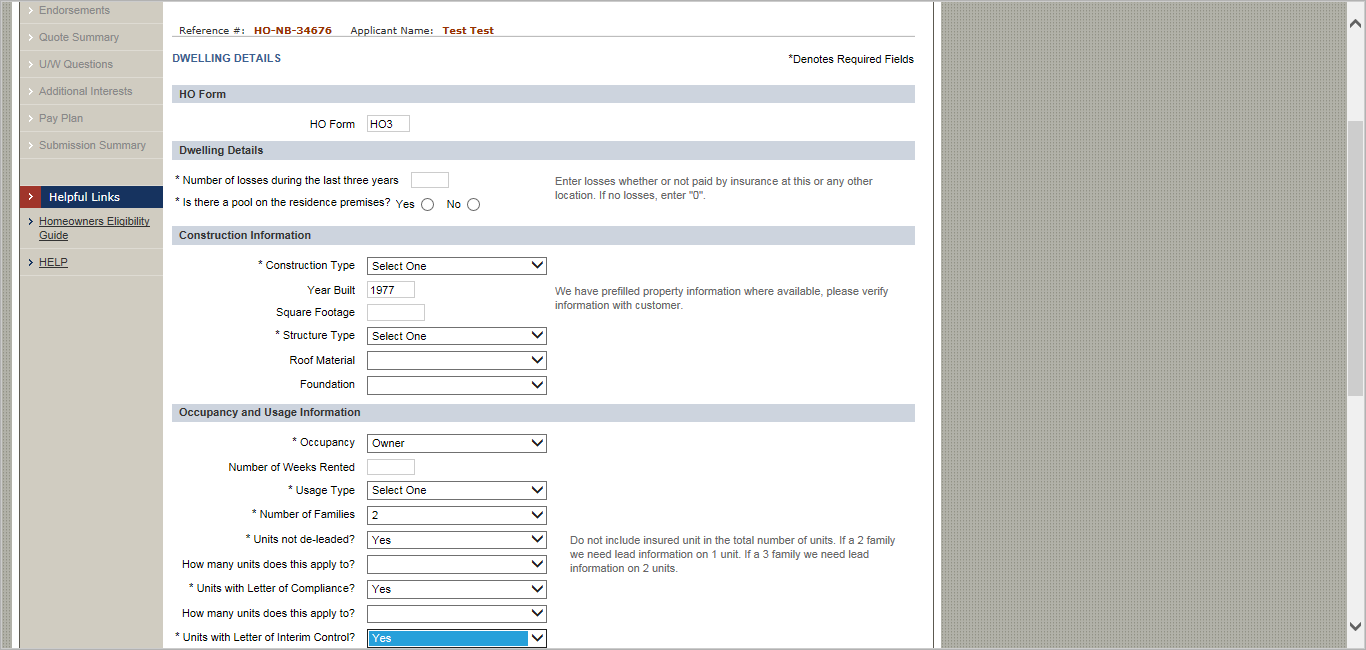 Endorsements
Quote Summary
U/W Questions
Additional Interests
Pay Plan
Submission Summary
Helpful Links
Homeowners Eligibility
Guide
HELP
Reference #: HO-NB-34676 Applicant Name: Test Test
DWELLING DETAILS
*Denotes Required Fields
HO Form
HO Form HO3
Dwelling Details
* Number of losses during the last three years
Enter losses whether or not paid by insurance at this or any other
location. If no losses, enter "0".
* Is there a pool on the residence premises? Yes No
Construction Information
* Construction Type Select One
Year Built 1977
We have prefilled property information where available, please verify
information with customer.
Square Footage
* Structure Type Select One
Roof Material
Foundation
Occupancy and Usage Information
* Occupancy Owner
Number of Weeks Rented
* Usage Type Select One
* Number of Families 2
* Units not de-leaded? Yes
Do not include insured unit in the total number of units. If a 2 family
we need lead information on 1 unit. If a 3 family we need lead
information on 2 units.
How many units does this apply to?
* Units with Letter of Compliance? Yes
How many units does this apply to?
* Units with Letter of Interim Control? Yes